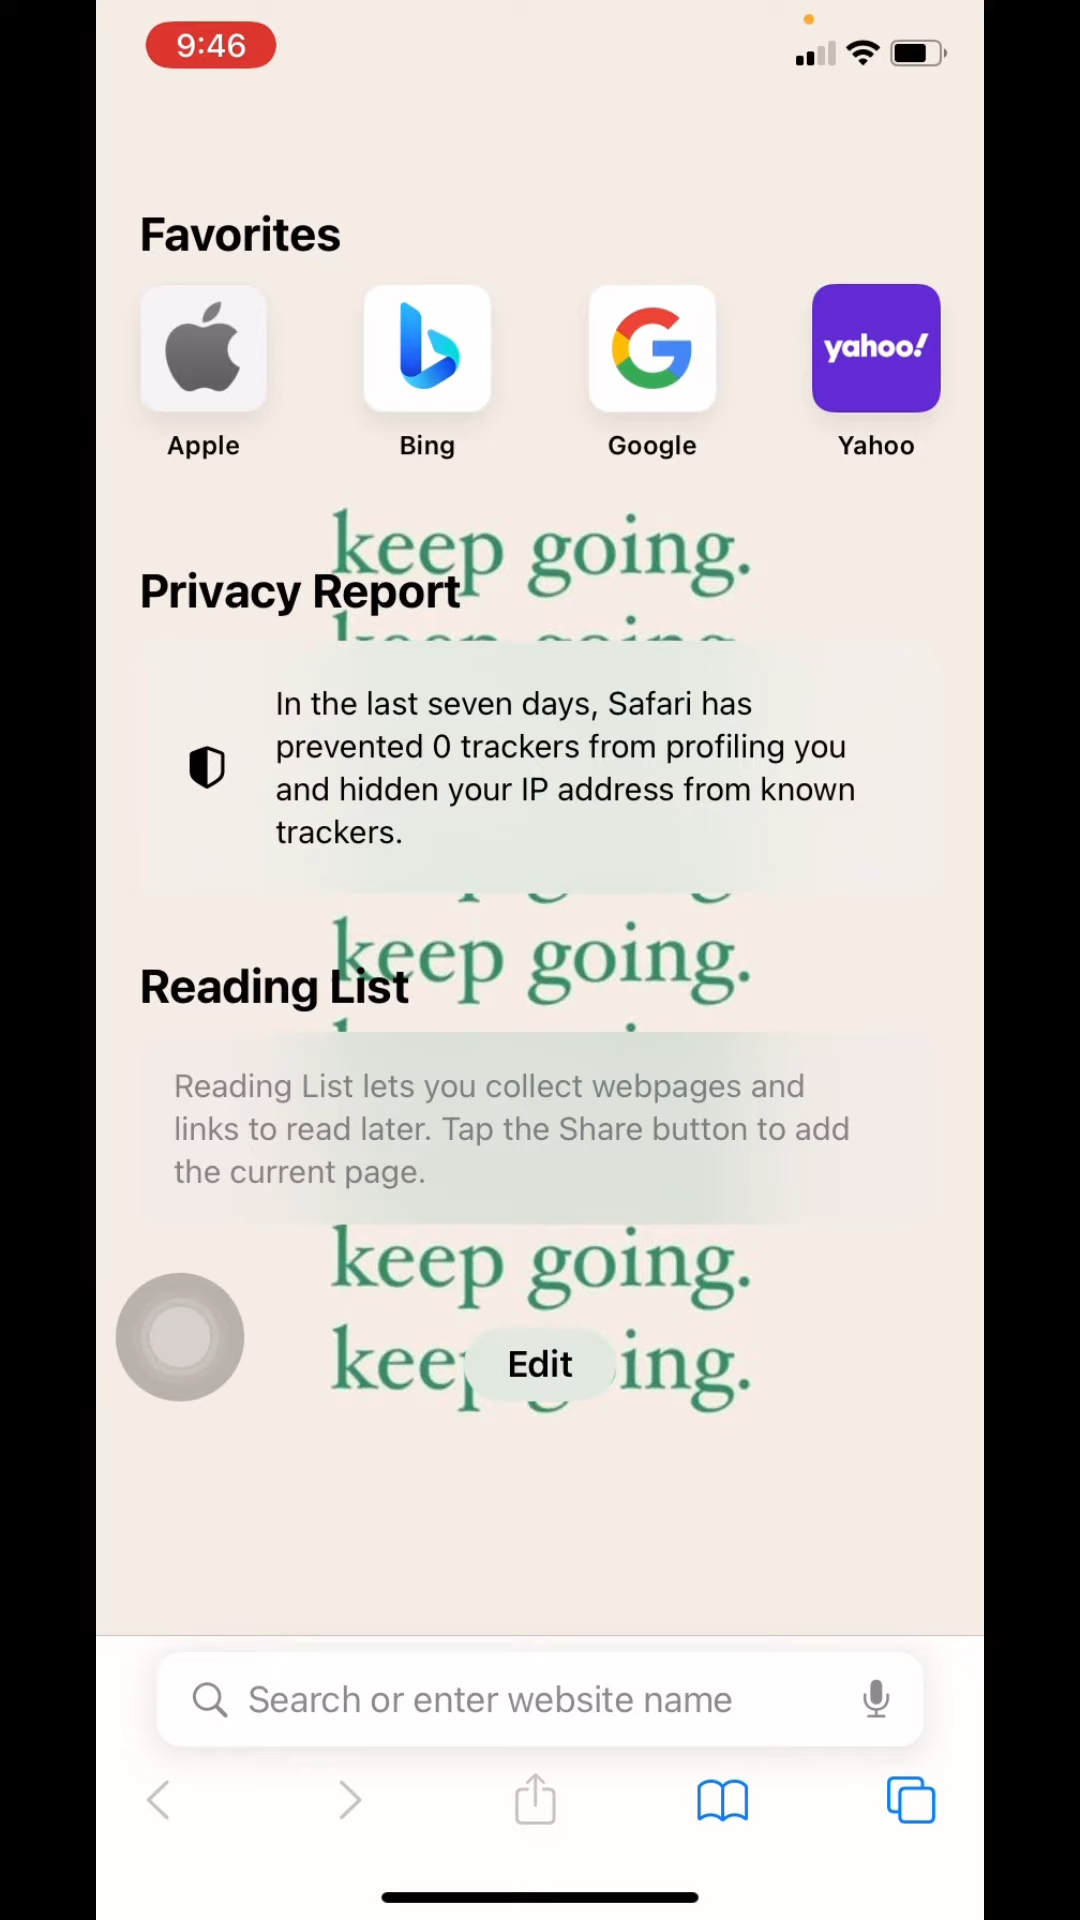 9:46
Favorites
yahoo!
Apple
Bing
Google
Yahoo
keep going.
Privacy Report
keep going
In the last seven days, Safari has
prevented 0 trackers from profiling you
and hidden your IP address from known
trackers.
keep going.
Reading List
Reading List lets you collect webpages and
links to read later. Tap the Share button to add
the current page.
keep going.
Edit
Search or enter website name